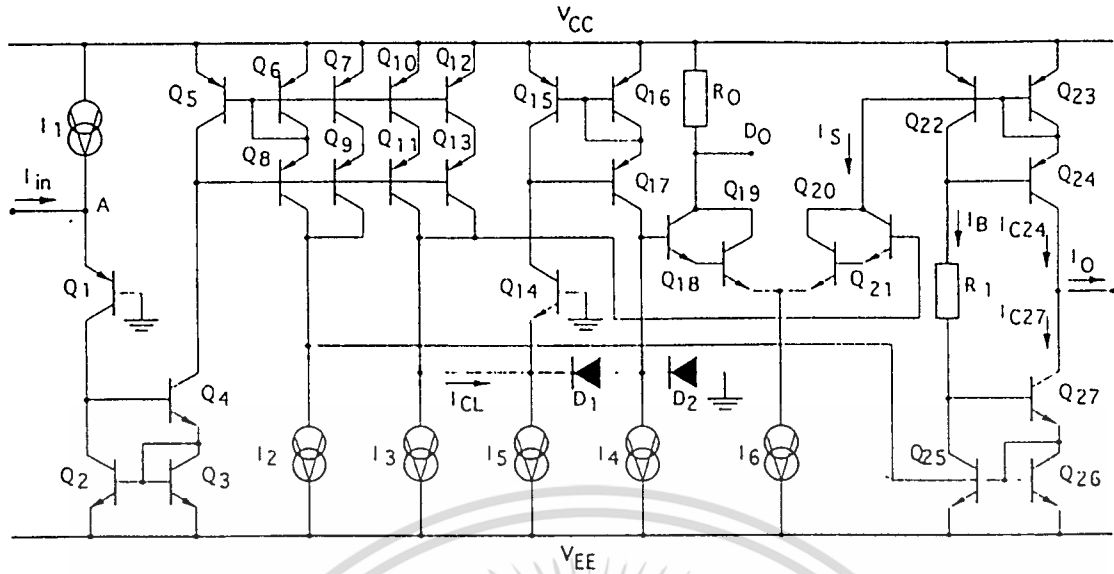 VCC
Q5
Q6
Q7
Q10
Q12
Q15
Q16
RO
DO
IS
Q22
Q23
I1
Q8
Q9
Q11
Q13
Q17
Q19
Q20
Q24
Iin
A
Q18
Q21
IB
IC24
IO
Q1
Q14
R1
IC27
Q4
ICL
D1
D2
Q27
Q2
Q3
I2
I3
I5
I4
I6
Q25
Q26
VEE